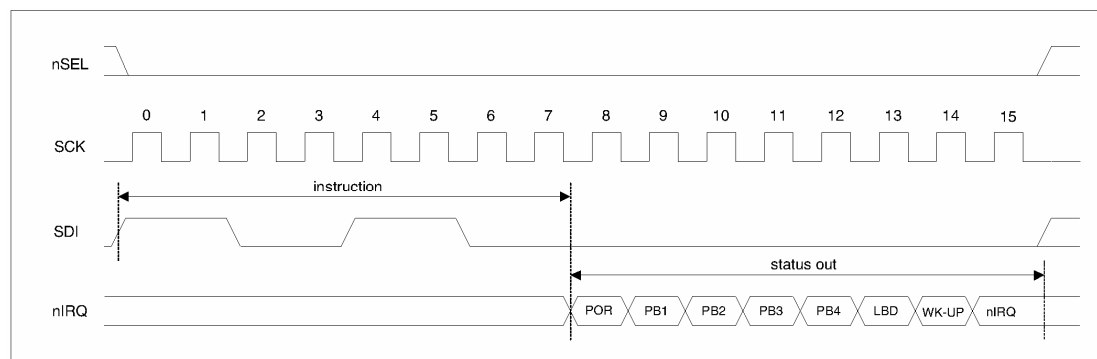 nSEL
0 1 2 3 4 5 6 7 8 9 10 11 12 13 14 15
SCK
instruction
SDI
status out
nIRQ
POR PB1 PB2 PB3 PB4 LBD WK-UP nIRQ